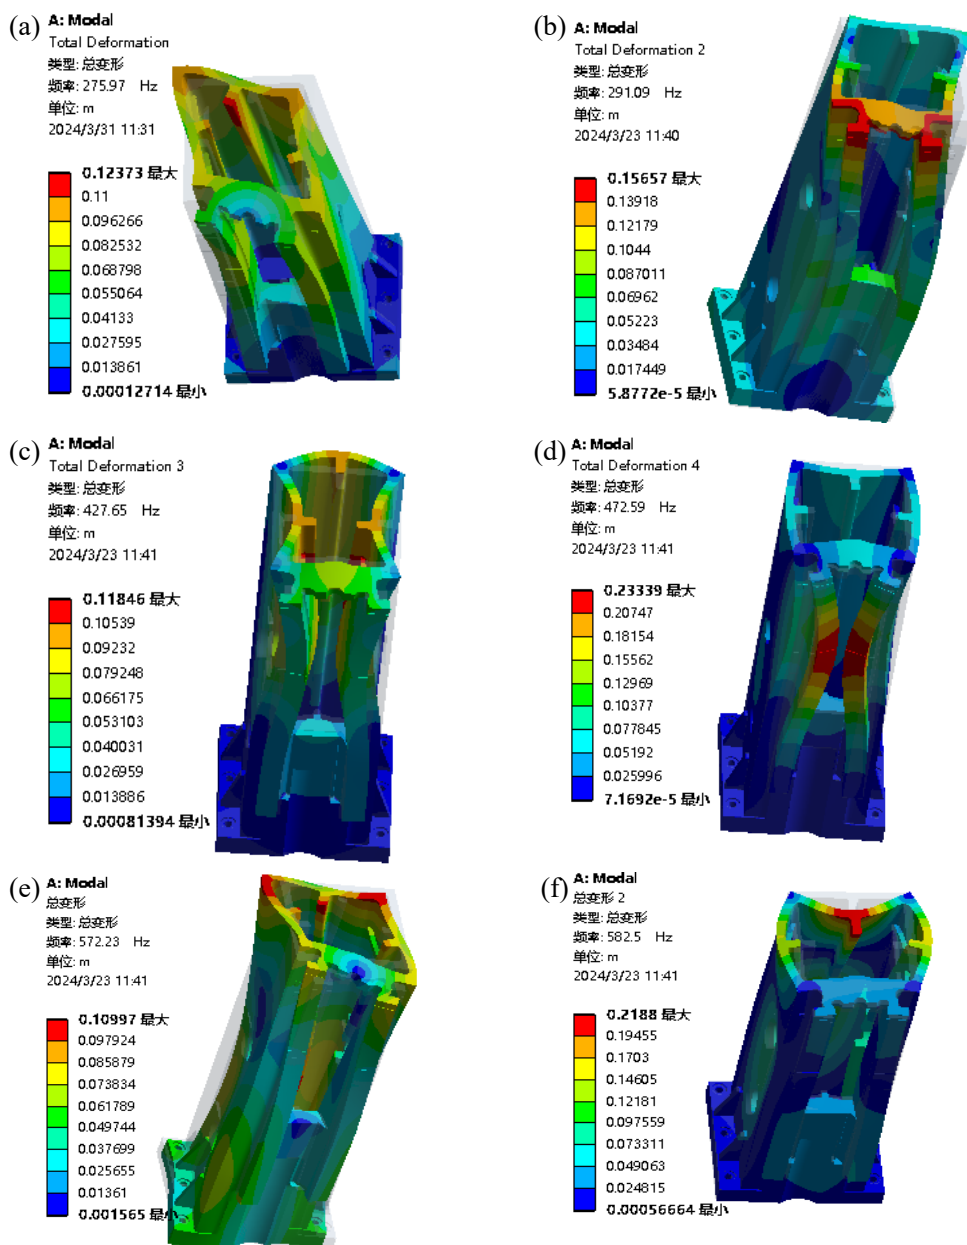 (a)
A: Modal
Total Deformation
类型: 总变形
频率: 275.97 Hz
单位: m
2024/3/31 11:31
0.12373 最大
0.11
0.096266
0.082532
0.068798
0.055064
0.04133
0.027595
0.013861
0.00012714 最小
(b)
A: Modal
Total Deformation 2
类型: 总变形
频率: 291.09 Hz
单位: m
2024/3/23 11:40
0.15657 最大
0.13918
0.12179
0.1044
0.087011
0.06962
0.05223
0.03484
0.017449
5.8772e-5 最小
(c)
A: Modal
Total Deformation 3
类型: 总变形
频率: 427.65 Hz
单位: m
2024/3/23 11:41
0.11846 最大
0.10539
0.09232
0.079248
0.066175
0.053103
0.040031
0.026959
0.013886
0.00081394 最小
(d)
A: Modal
Total Deformation 4
类型: 总变形
频率: 472.59 Hz
单位: m
2024/3/23 11:41
0.23339 最大
0.20747
0.18154
0.15562
0.12969
0.10377
0.077845
0.05192
0.025996
7.1692e-5 最小
(e)
A: Modal
总变形
类型: 总变形
频率: 572.23 Hz
单位: m
2024/3/23 11:41
0.10997 最大
0.097924
0.085879
0.073834
0.061789
0.049744
0.037699
0.025655
0.01361
0.001565 最小
(f)
A: Modal
总变形 2
类型: 总变形
频率: 582.5 Hz
单位: m
2024/3/23 11:41
0.2188 最大
0.19455
0.1703
0.14605
0.12181
0.097559
0.073311
0.049063
0.024815
0.00056664 最小